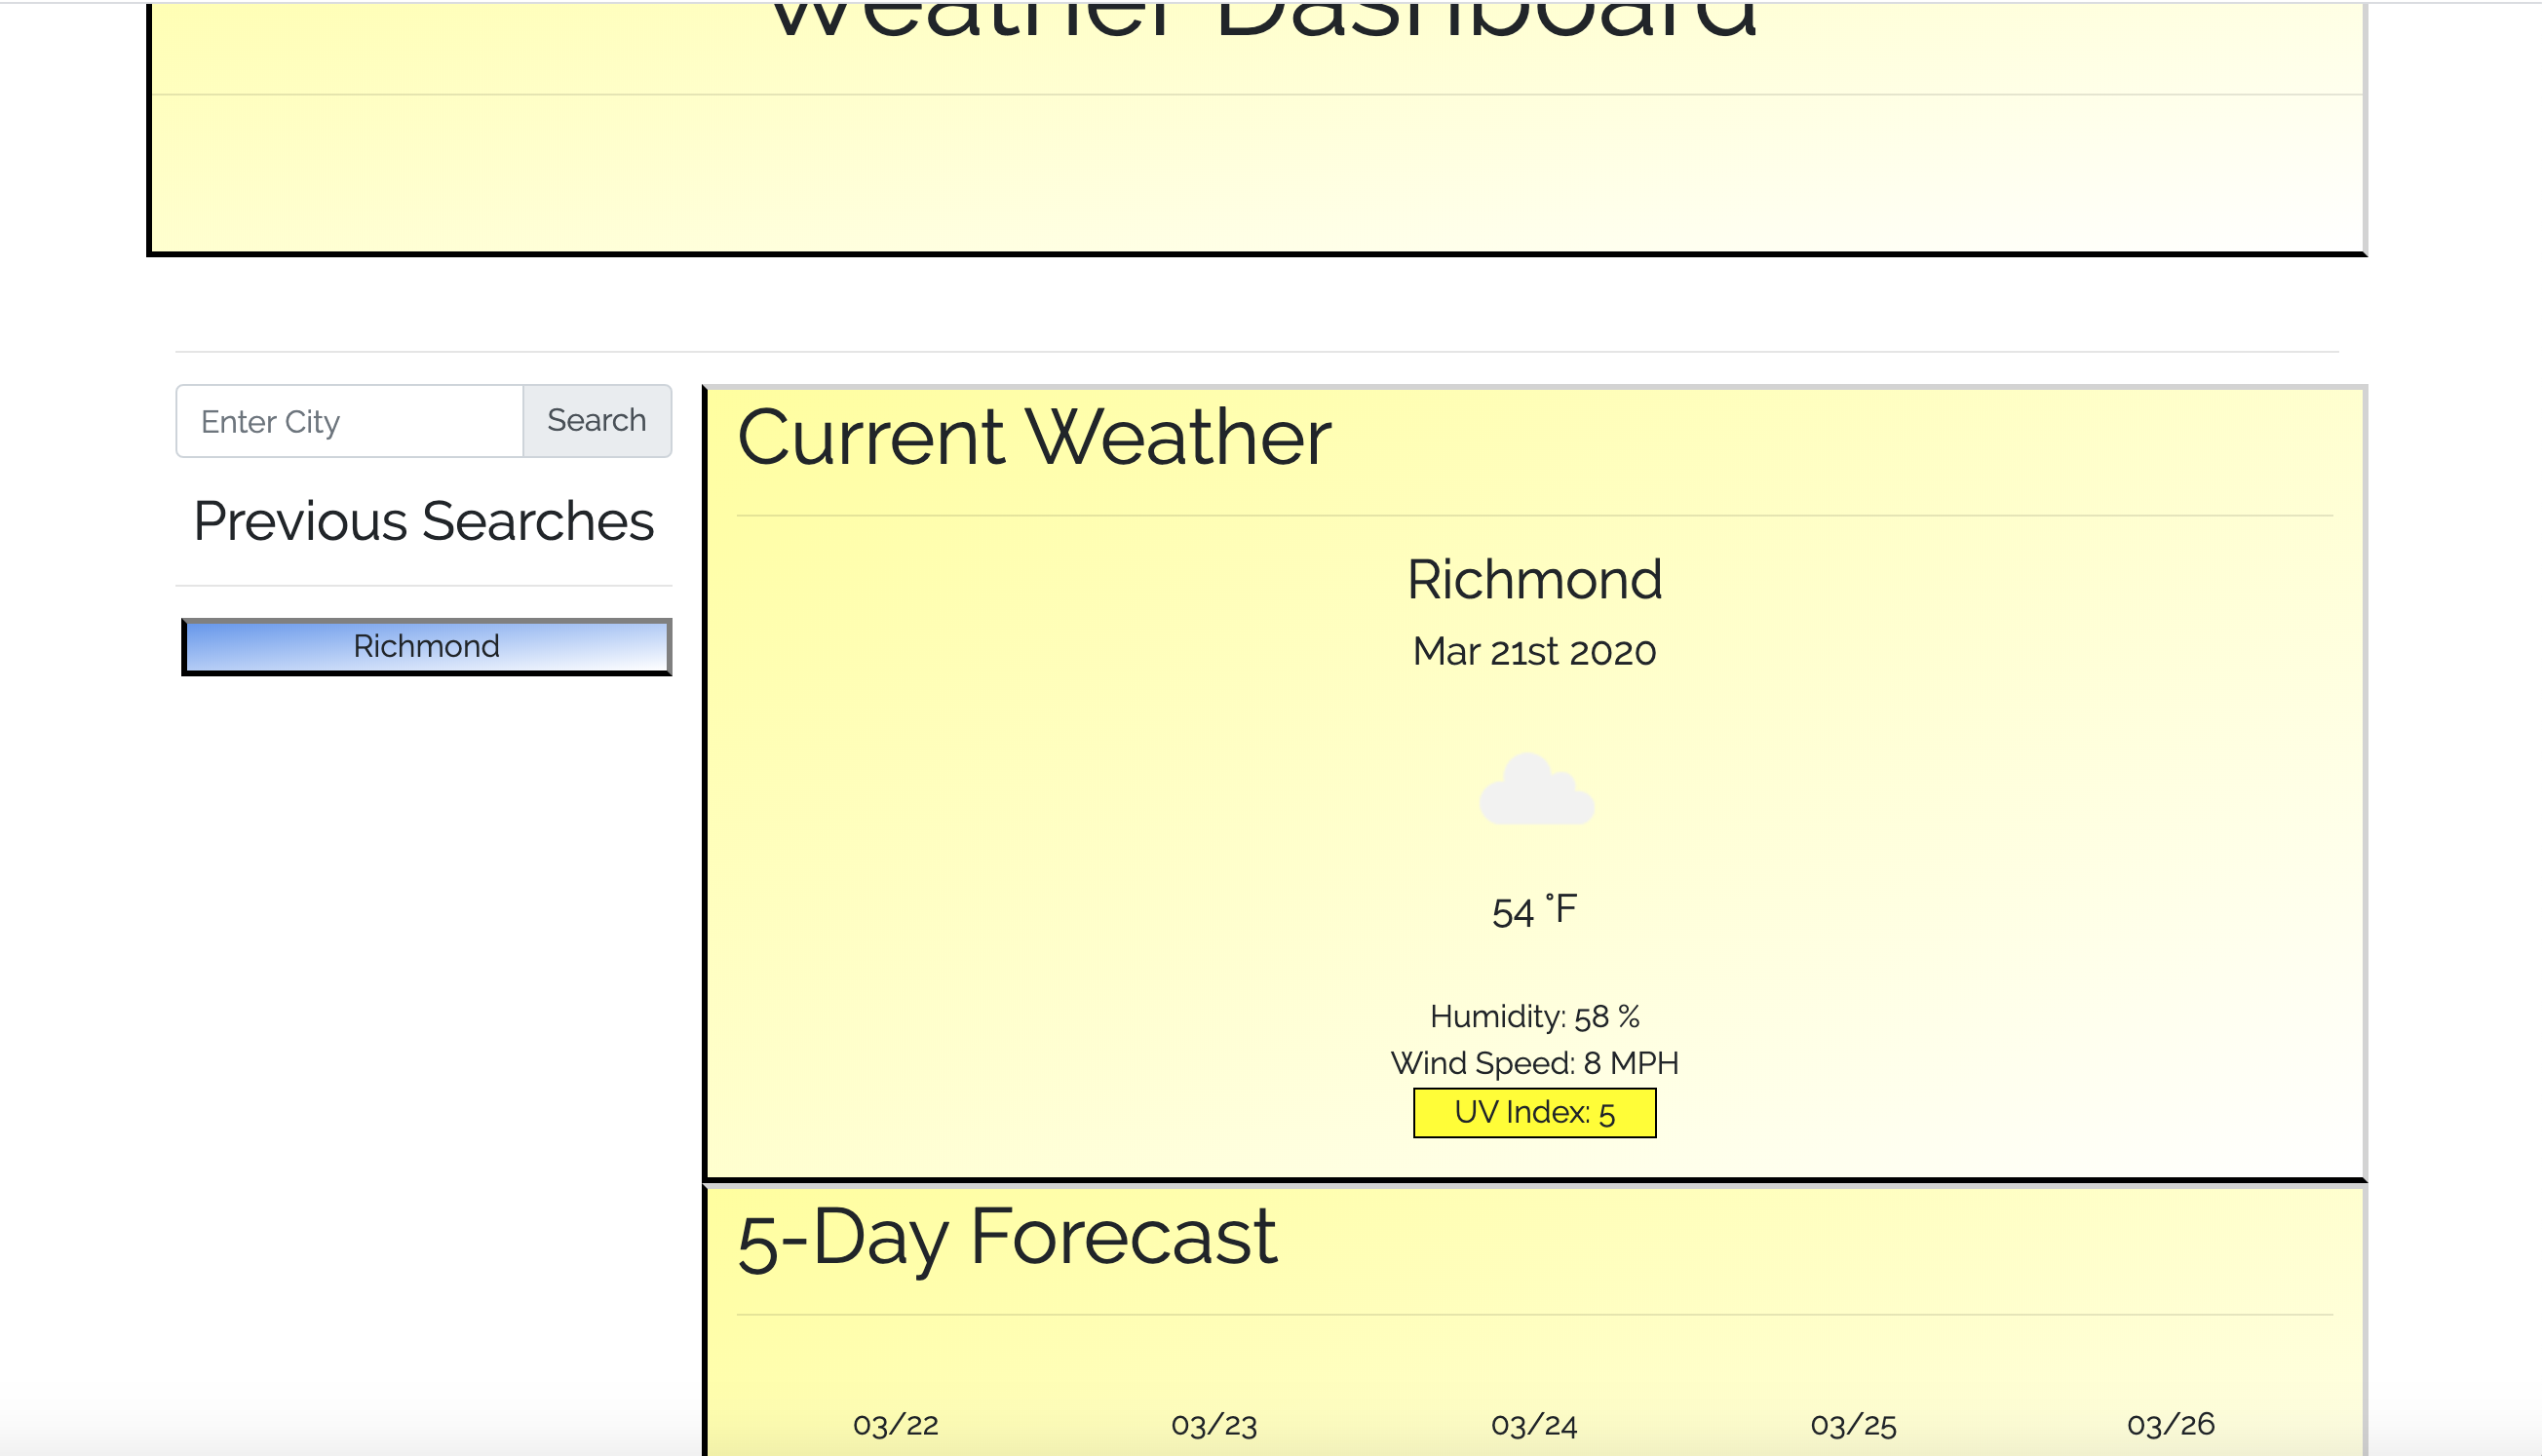 Weather Dashboard
Enter City
Search
Previous Searches
Richmond
Current Weather
Richmond
Mar 21st 2020
54 °F
Humidity: 58 %
Wind Speed: 8 MPH
UV Index: 5
5-Day Forecast
03/22 03/23 03/24 03/25 03/26